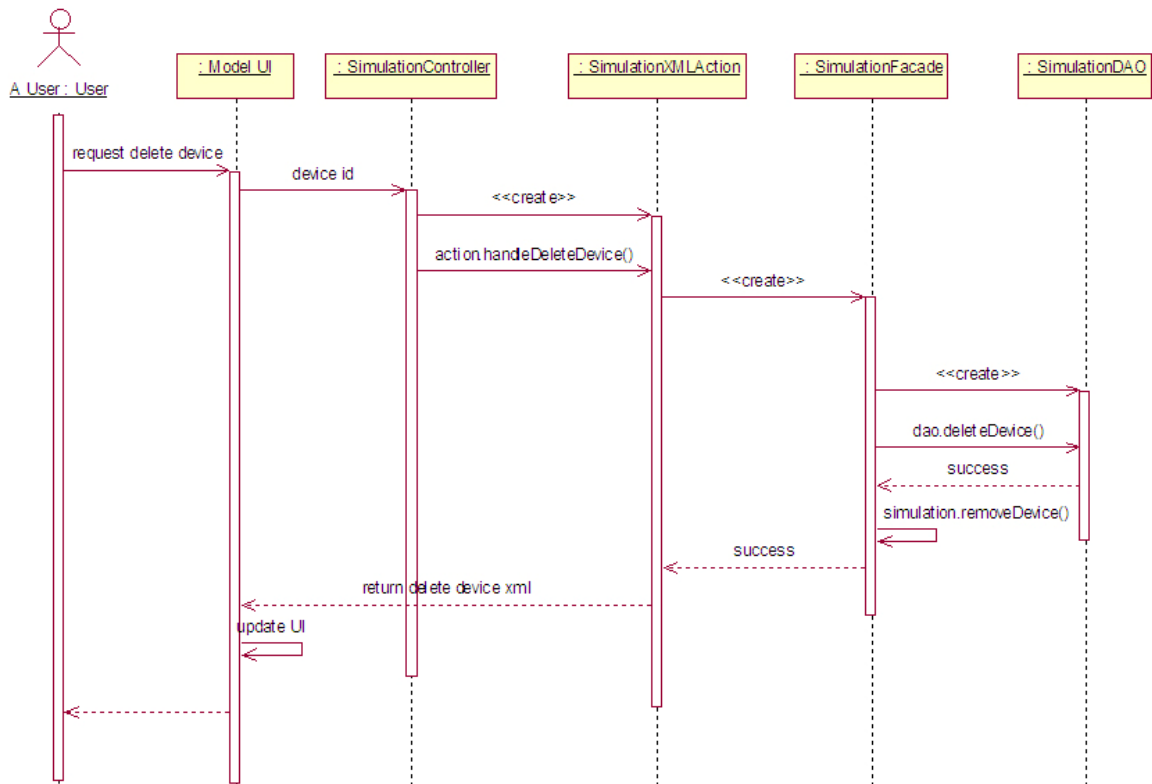 A User : User
: Model UI
: SimulationController
: SimulationXMLAction
: SimulationFacade
: SimulationDAO
request delete device
device id
<<create>>
action.handleDeleteDevice()
<<create>>
<<create>>
dao.deleteDevice()
success
simulation.removeDevice()
success
return delete device xml
update UI